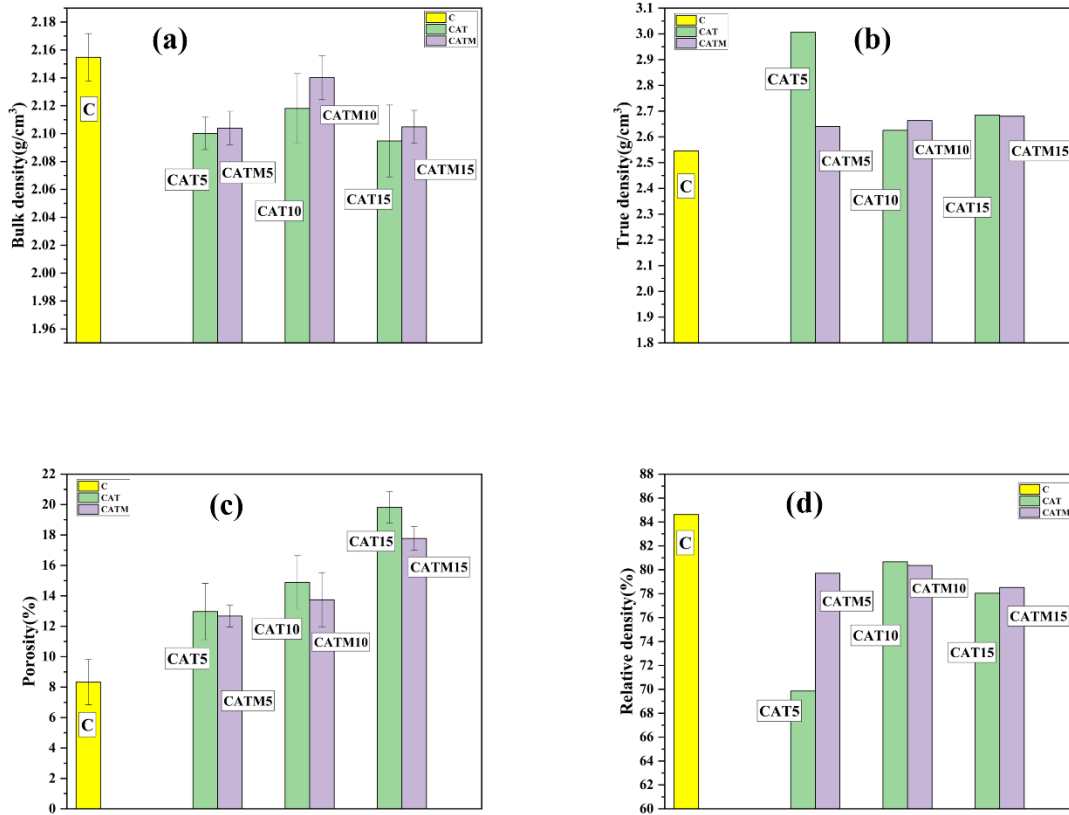 (a)
C
CAT
CATM
Bulk density(g/cm³)
2.18
2.16
2.14
2.12
2.10
2.08
2.06
2.04
2.02
2.00
1.98
1.96
C
CAT5
CATM5
CAT10
CATM10
CAT15
CATM15
(b)
C
CAT
CATM
True density(g/cm³)
3.1
3.0
2.9
2.8
2.7
2.6
2.5
2.4
2.3
2.2
2.1
2.0
1.9
1.8
C
CAT5
CATM5
CAT10
CATM10
CAT15
CATM15
(c)
C
CAT
CATM
Porosity(%)
22
20
18
16
14
12
10
8
6
4
2
0
C
CAT5
CATM5
CAT10
CATM10
CAT15
CATM15
(d)
C
CAT
CATM
Relative density(%)
88
86
84
82
80
78
76
74
72
70
68
66
64
62
60
C
CAT5
CATM5
CAT10
CATM10
CAT15
CATM15